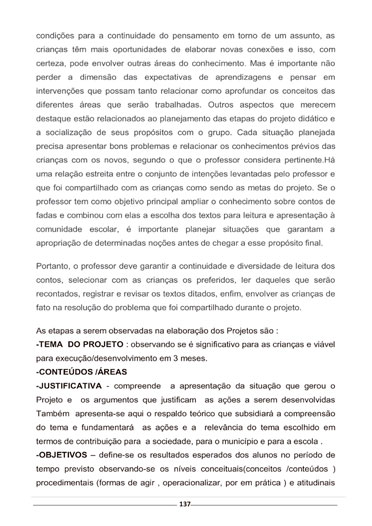 condições para a continuidade do pensamento em torno de um assunto, as
crianças têm mais oportunidades de elaborar novas conexões e isso, com
certeza, pode envolver outras áreas do conhecimento. Mas é importante não
perder a dimensão das expectativas de aprendizagens e pensar em
intervenções que possam tanto relacionar como aprofundar os conceitos das
diferentes áreas que serão trabalhadas. Outros aspectos que merecem
destaque estão relacionados ao planejamento das etapas do projeto didático e
a socialização de seus propósitos com o grupo. Cada situação planejada
precisa apresentar bons problemas e relacionar os conhecimentos prévios das
crianças com os novos, segundo o que o professor considera pertinente.Há
uma relação estreita entre o conjunto de intenções levantadas pelo professor e
que foi compartilhado com as crianças como sendo as metas do projeto. Se o
professor tem como objetivo principal ampliar o conhecimento sobre contos de
fadas e combinou com elas a escolha dos textos para leitura e apresentação à
comunidade escolar, é importante planejar situações que garantam a
apropriação de determinadas noções antes de chegar a esse propósito final.
Portanto, o professor deve garantir a continuidade e diversidade de leitura dos
contos, selecionar com as crianças os preferidos, ler daqueles que serão
recontados, registrar e revisar os textos ditados, enfim, envolver as crianças de
fato na resolução do problema que foi compartilhado durante o projeto.
As etapas a serem observadas na elaboração dos Projetos são :
-TEMA DO PROJETO : observando se é significativo para as crianças e viável
para execução/desenvolvimento em 3 meses.
-CONTEÚDOS /ÁREAS
-JUSTIFICATIVA - compreende a apresentação da situação que gerou o
Projeto e os argumentos que justificam as ações a serem desenvolvidas
Também apresenta-se aqui o respaldo teórico que subsidiará a compreensão
do tema e fundamentará as ações e a relevância do tema escolhido em
termos de contribuição para a sociedade, para o município e para a escola .
-OBJETIVOS – define-se os resultados esperados dos alunos no período de
tempo previsto observando-se os níveis conceituais(conceitos /conteúdos )
procedimentais (formas de agir , operacionalizar, por em prática ) e atitudinais
137